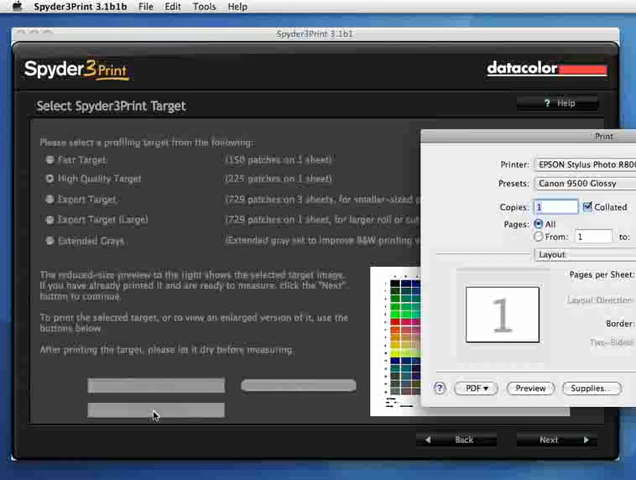 Spyder3Print 3.1b1b File Edit Tools Help
Spyder3Print 3.1b1
Spyder3Print datacolor
Select Spyder3Print Target ? Help
Please select a profiling target from the following:
Fast Target (150 patches on 1 sheet)
High Quality Target (225 patches on 1 sheet)
Expert Target (729 patches on 3 sheets, for smaller-sized p
Expert Target (Large) (729 patches on 1 sheet, for larger roll or cut
Extended Grays (Extended gray set to improve B&W printing
The reduced-size preview to the right shows the selected target image.
If you have already printed it and are ready to measure, click the "Next"
button to continue.
To print the selected target, or to view an enlarged version of it, use the
buttons below
After printing the target, please let it dry before measuring.
Back Next
Print
Printer: EPSON Stylus Photo R80
Presets: Canon 9500 Glossy
Copies: 1 Collated
Pages: All
From: 1 to:
Layout
Pages per Sheet:
Layout Direction:
Border:
Two-Sided:
1
? PDF Preview Supplies...